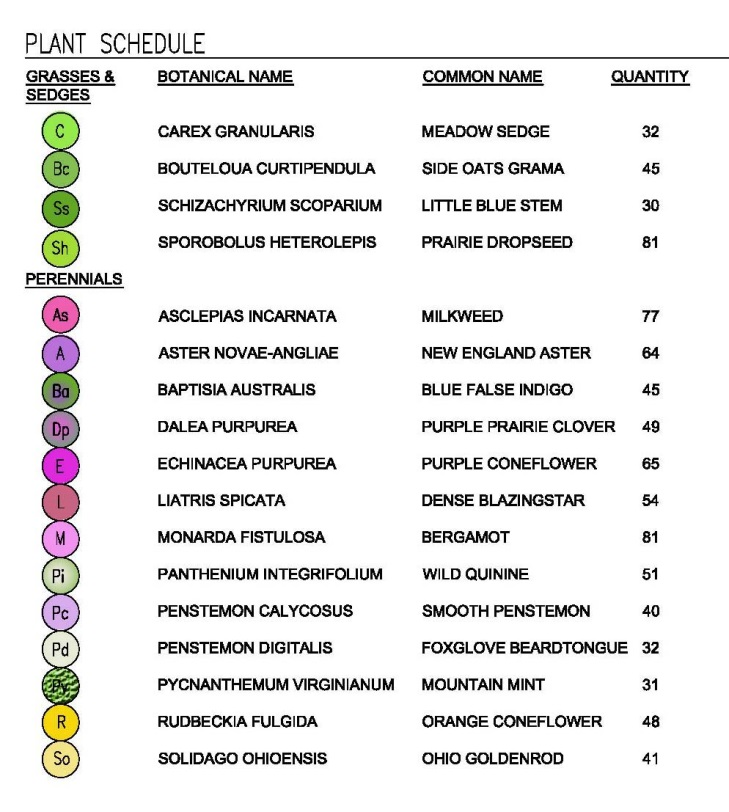 PLANT SCHEDULE
GRASSES & SEDGES BOTANICAL NAME COMMON NAME QUANTITY
C CAREX GRANULARIS MEADOW SEDGE 32
Bc BOUTELOUA CURTIPENDULA SIDE OATS GRAMA 45
Ss SCHIZACHYRIUM SCOPARIUM LITTLE BLUE STEM 30
Sh SPOROBOLUS HETEROLEPIS PRAIRIE DROPSEED 81
PERENNIALS
As ASCLEPIAS INCARNATA MILKWEED 77
A ASTER NOVAE-ANGLIAE NEW ENGLAND ASTER 64
Ba BAPTISIA AUSTRALIS BLUE FALSE INDIGO 45
Dp DALEA PURPUREA PURPLE PRAIRIE CLOVER 49
E ECHINACEA PURPUREA PURPLE CONEFLOWER 65
L LIATRIS SPICATA DENSE BLAZINGSTAR 54
M MONARDA FISTULOSA BERGAMOT 81
Pi PANTHENIUM INTEGRIFOLIUM WILD QUININE 51
Pc PENSTEMON CALYCOSUS SMOOTH PENSTEMON 40
Pd PENSTEMON DIGITALIS FOXGLOVE BEARDTONGUE 32
Pv PYCNANTHEMUM VIRGINIANUM MOUNTAIN MINT 31
R RUDBECKIA FULGIDA ORANGE CONEFLOWER 48
So SOLIDAGO OHIOENSIS OHIO GOLDENROD 41